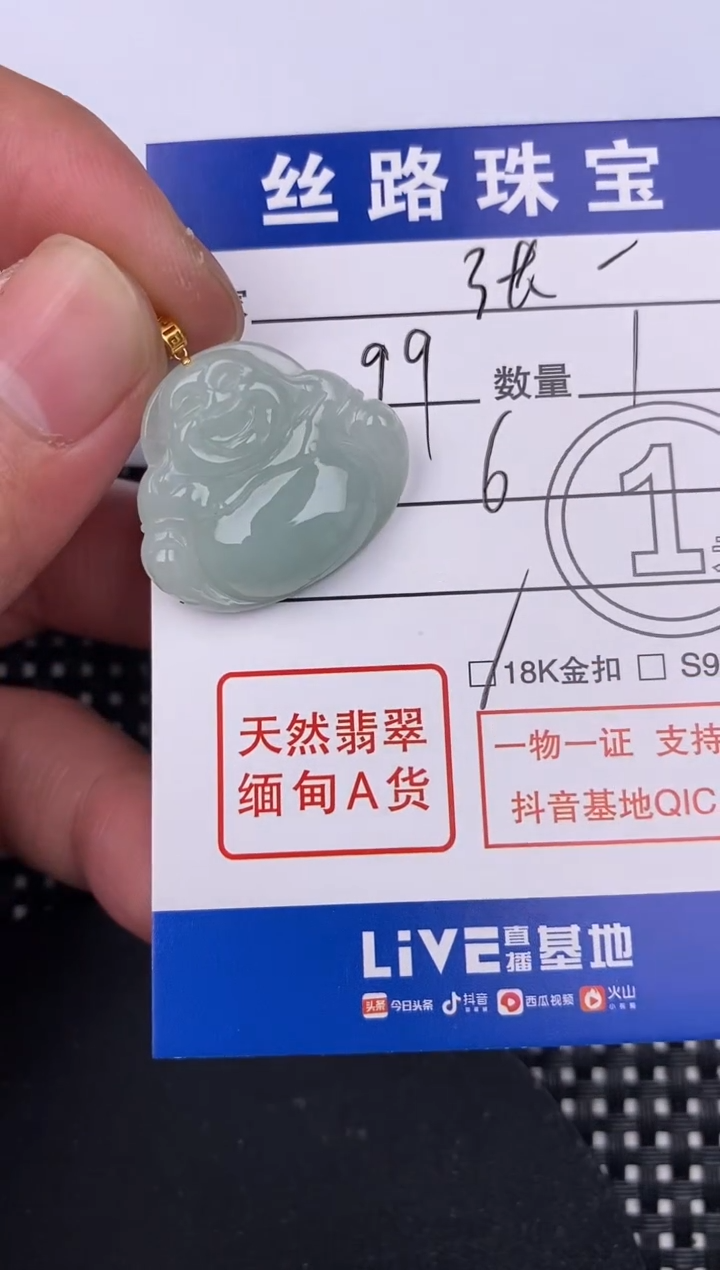 丝路珠宝
张一
99 数量 1
6
1
□18K金扣 □ S9
天然翡翠
缅甸A货
一物一证 支持
抖音基地QIC
LiVE直播基地
头条 今日头条 抖音 西瓜视频 火山